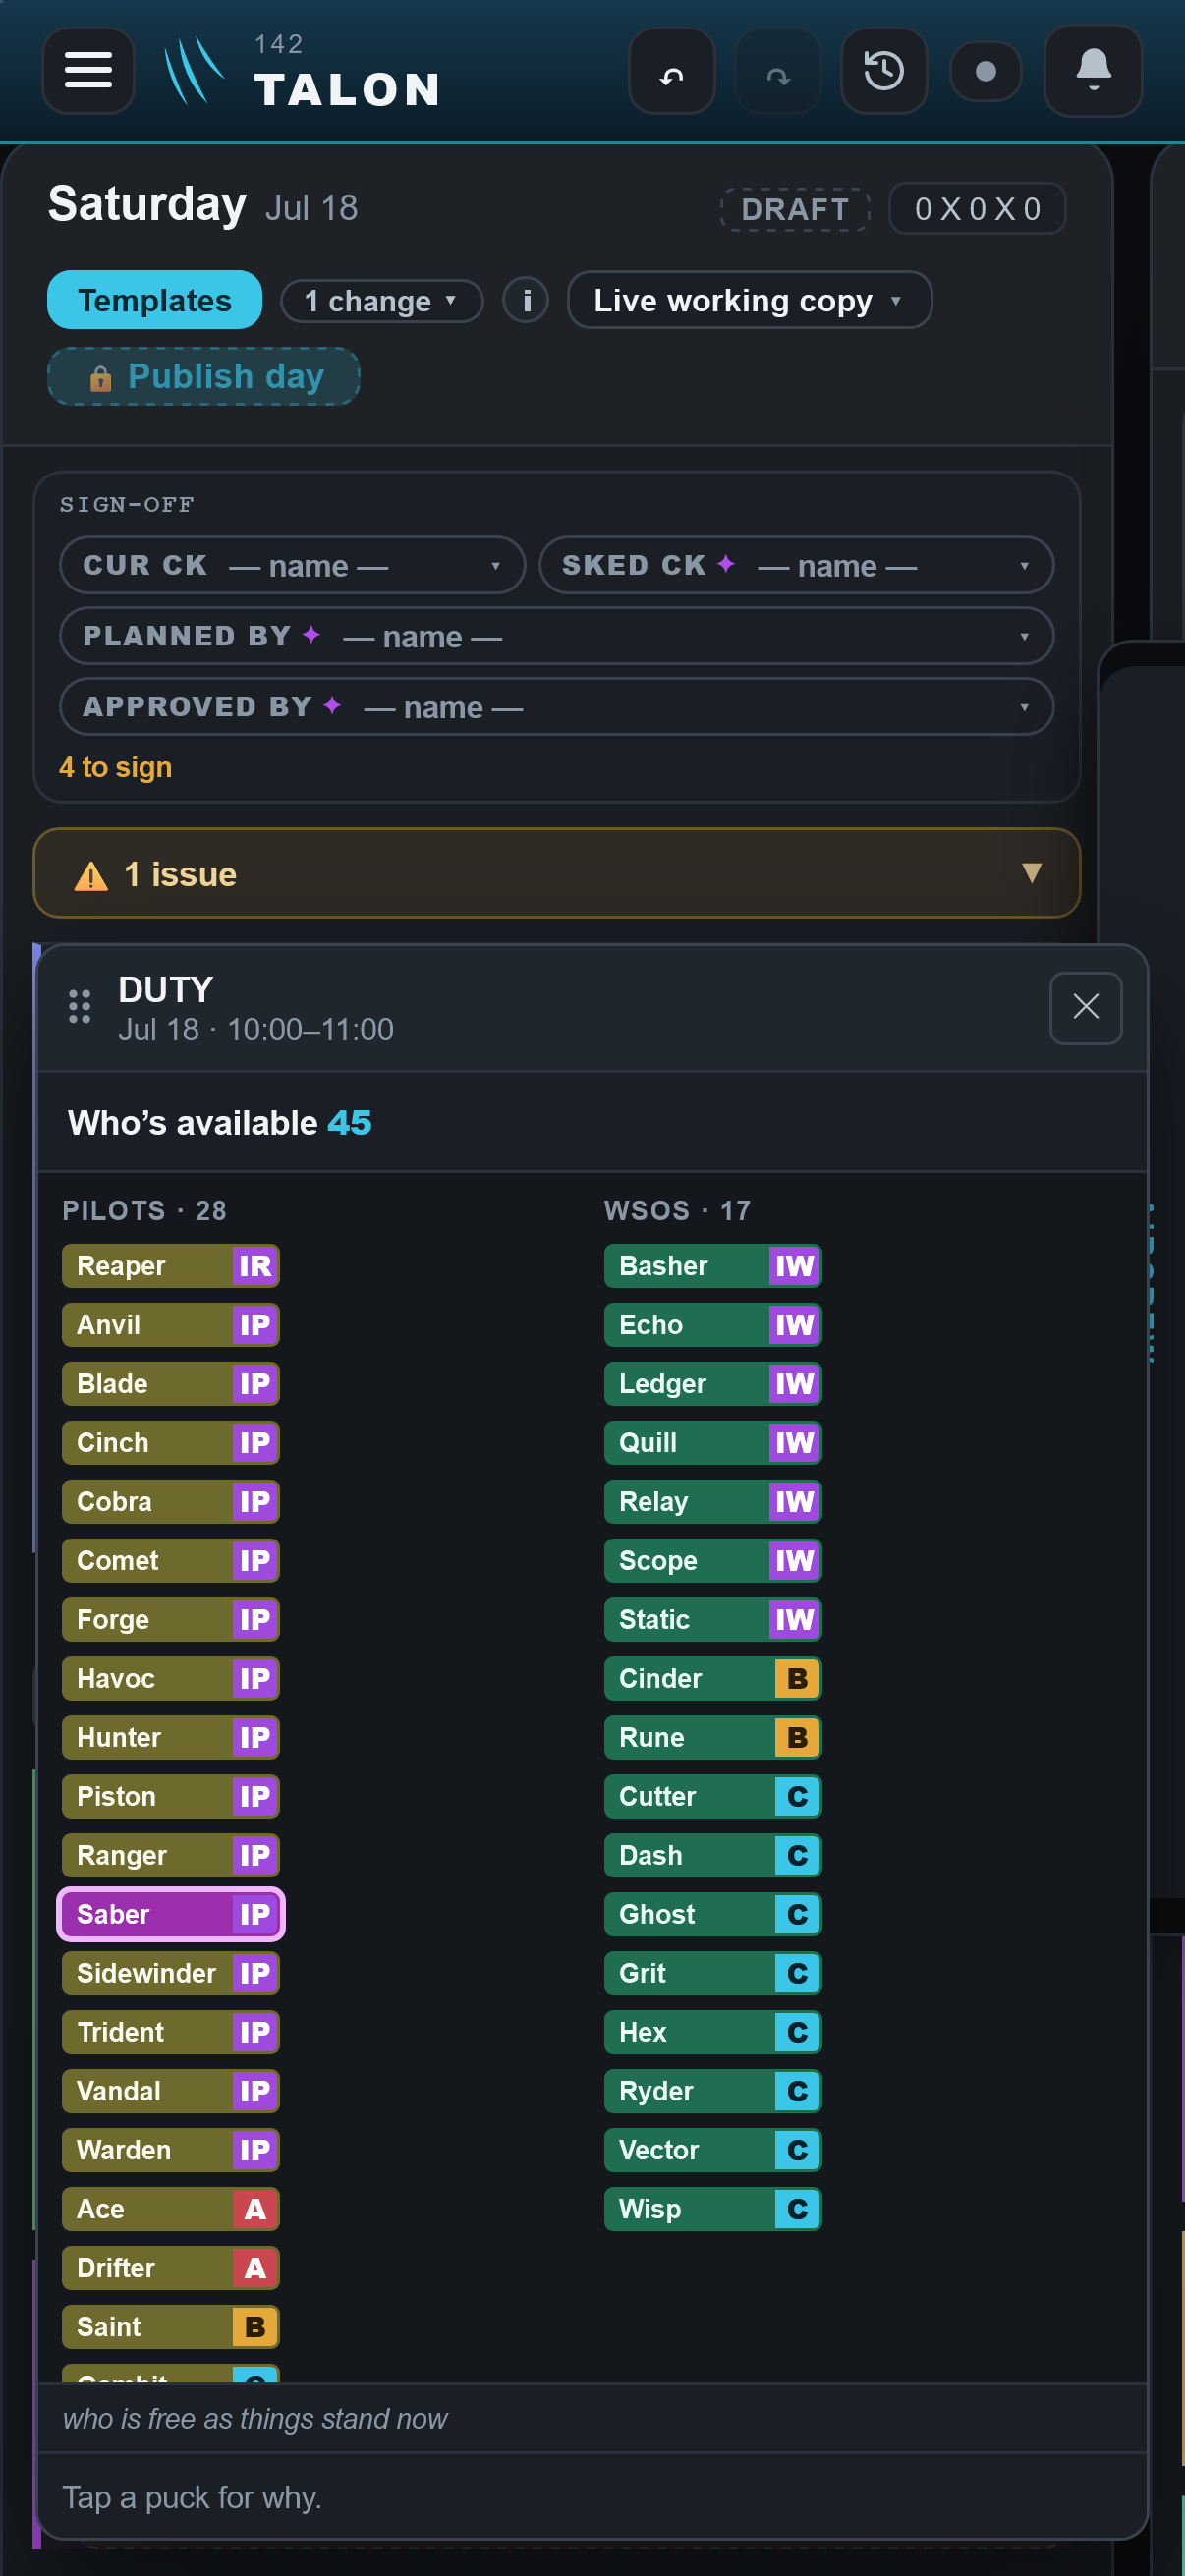 142
TALON
Saturday Jul 18
DRAFT
0 X 0 X 0
Templates
1 change ▾
i
Live working copy ▾
Publish day
SIGN-OFF
CUR CK — name — ▾
SKED CK ✦ — name — ▾
PLANNED BY ✦ — name — ▾
APPROVED BY ✦ — name — ▾
4 to sign
1 issue ▼
DUTY
Jul 18 · 10:00–11:00
Who’s available 45
PILOTS · 28
Reaper IR
Anvil IP
Blade IP
Cinch IP
Cobra IP
Comet IP
Forge IP
Havoc IP
Hunter IP
Piston IP
Ranger IP
Saber IP
Sidewinder IP
Trident IP
Vandal IP
Warden IP
Ace A
Drifter A
Saint B
WSOS · 17
Basher IW
Echo IW
Ledger IW
Quill IW
Relay IW
Scope IW
Static IW
Cinder B
Rune B
Cutter C
Dash C
Ghost C
Grit C
Hex C
Ryder C
Vector C
Wisp C
who is free as things stand now
Tap a puck for why.